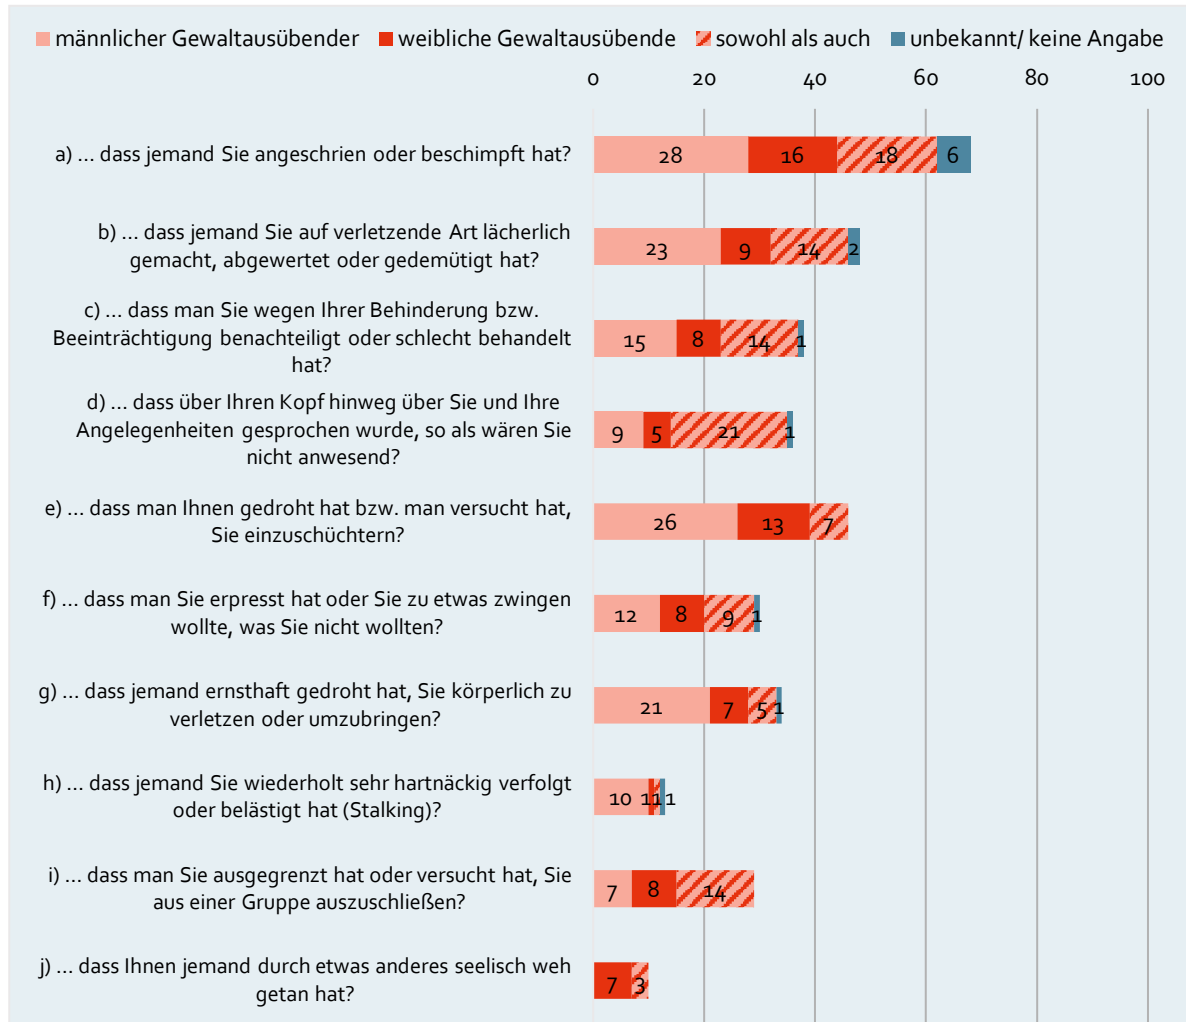 männlicher Gewaltausübender weibliche Gewaltausübende sowohl als auch unbekannt/ keine Angabe
0 20 40 60 80 100
a) ... dass jemand Sie angeschrien oder beschimpft hat?
28 16 18 6
b) ... dass jemand Sie auf verletzende Art lächerlich
gemacht, abgewertet oder gedemütigt hat?
23 9 14 2
c) ... dass man Sie wegen Ihrer Behinderung bzw.
Beeinträchtigung benachteiligt oder schlecht behandelt
hat?
15 8 14 1
d) ... dass über Ihren Kopf hinweg über Sie und Ihre
Angelegenheiten gesprochen wurde, so als wären Sie
nicht anwesend?
9 5 21 1
e) ... dass man Ihnen gedroht hat bzw. man versucht hat,
Sie einzuschüchtern?
26 13 7
f) ... dass man Sie erpresst hat oder Sie zu etwas zwingen
wollte, was Sie nicht wollten?
12 8 9 1
g) ... dass jemand ernsthaft gedroht hat, Sie körperlich zu
verletzen oder umzubringen?
21 7 5 1
h) ... dass jemand Sie wiederholt sehr hartnäckig verfolgt
oder belästigt hat (Stalking)?
10 1 1 1
i) ... dass man Sie ausgegrenzt hat oder versucht hat, Sie
aus einer Gruppe auszuschließen?
7 8 14
j) ... dass Ihnen jemand durch etwas anderes seelisch weh
getan hat?
7 3